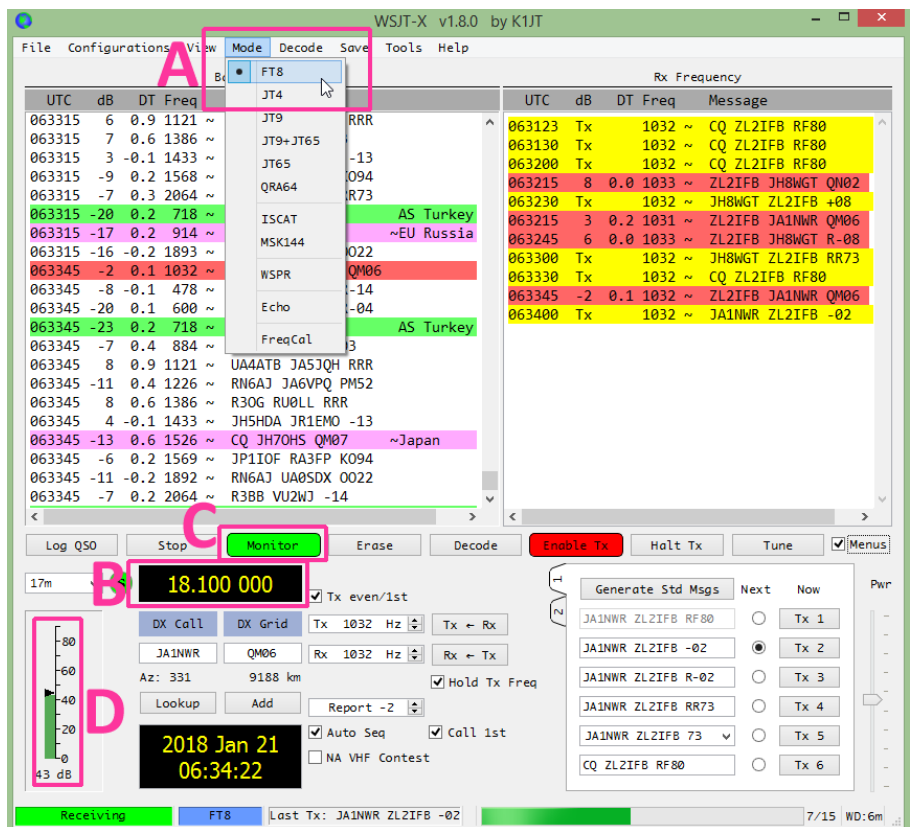 WSJT-X v1.8.0 by K1JT
File Configurations View Mode Decode Save Tools Help
A
FT8
JT4
JT9
JT9+JT65
JT65
QRA64
ISCAT
MSK144
WSPR
Echo
FreqCal
UTC dB DT Freq
063315 6 0.9 1121 ~ RRR
063315 7 0.6 1386 ~
063315 3 -0.1 1433 ~ -13
063315 -9 0.2 1568 ~ KO94
063315 -7 0.3 2064 ~ RR73
063315 -20 0.2 718 ~ AS Turkey
063315 -17 0.2 914 ~ ~EU Russia
063315 -16 -0.2 1893 ~ OO22
063345 -2 0.1 1032 ~ QM06
063345 -8 -0.1 478 ~ -14
063345 -20 0.1 600 ~ -04
063345 -23 0.2 718 ~ AS Turkey
063345 -7 0.4 884 ~ 3
063345 8 0.9 1121 ~ UA4ATB JA5JQH RRR
063345 -11 0.4 1226 ~ RN6AJ JA6VPQ PM52
063345 8 0.6 1386 ~ R3OG RU0LL RRR
063345 4 -0.1 1433 ~ JH5HDA JR1EMO -13
063345 -13 0.6 1526 ~ CQ JH7OHS QM07 ~Japan
063345 -6 0.2 1569 ~ JP1IOF RA3FP KO94
063345 -11 -0.2 1892 ~ RN6AJ UA0SDX OO22
063345 -7 0.2 2064 ~ R3BB VU2WJ -14
Rx Frequency
UTC dB DT Freq Message
063123 Tx 1032 ~ CQ ZL2IFB RF80
063130 Tx 1032 ~ CQ ZL2IFB RF80
063200 Tx 1032 ~ CQ ZL2IFB RF80
063215 8 0.0 1033 ~ ZL2IFB JH8WGT QN02
063230 Tx 1032 ~ JH8WGT ZL2IFB +08
063215 3 0.2 1031 ~ ZL2IFB JA1NWR QM06
063245 6 0.0 1033 ~ ZL2IFB JH8WGT R-08
063300 Tx 1032 ~ JH8WGT ZL2IFB RR73
063330 Tx 1032 ~ CQ ZL2IFB RF80
063345 -2 0.1 1032 ~ ZL2IFB JA1NWR QM06
063400 Tx 1032 ~ JA1NWR ZL2IFB -02
C
Log QSO Stop Monitor Erase Decode Enable Tx Halt Tx Tune Menus
17m
B
18.100 000
Tx even/1st
DX Call DX Grid Tx 1032 Hz Tx ← Rx
JA1NWR QM06 Rx 1032 Hz Rx ← Tx
Az: 331 9188 km
Hold Tx Freq
Lookup Add Report -2
Auto Seq Call 1st
NA VHF Contest
2018 Jan 21
06:34:22
D
80
60
40
20
0
43 dB
1
2
Generate Std Msgs Next Now Pwr
JA1NWR ZL2IFB RF80 Tx 1
JA1NWR ZL2IFB -02 Tx 2
JA1NWR ZL2IFB R-02 Tx 3
JA1NWR ZL2IFB RR73 Tx 4
JA1NWR ZL2IFB 73 Tx 5
CQ ZL2IFB RF80 Tx 6
Receiving FT8 Last Tx: JA1NWR ZL2IFB -02 7/15 WD:6m